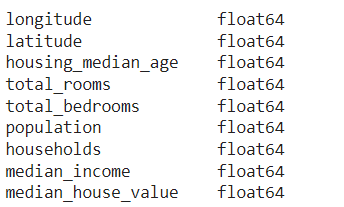 longitude float64
latitude float64
housing_median_age float64
total_rooms float64
total_bedrooms float64
population float64
households float64
median_income float64
median_house_value float64